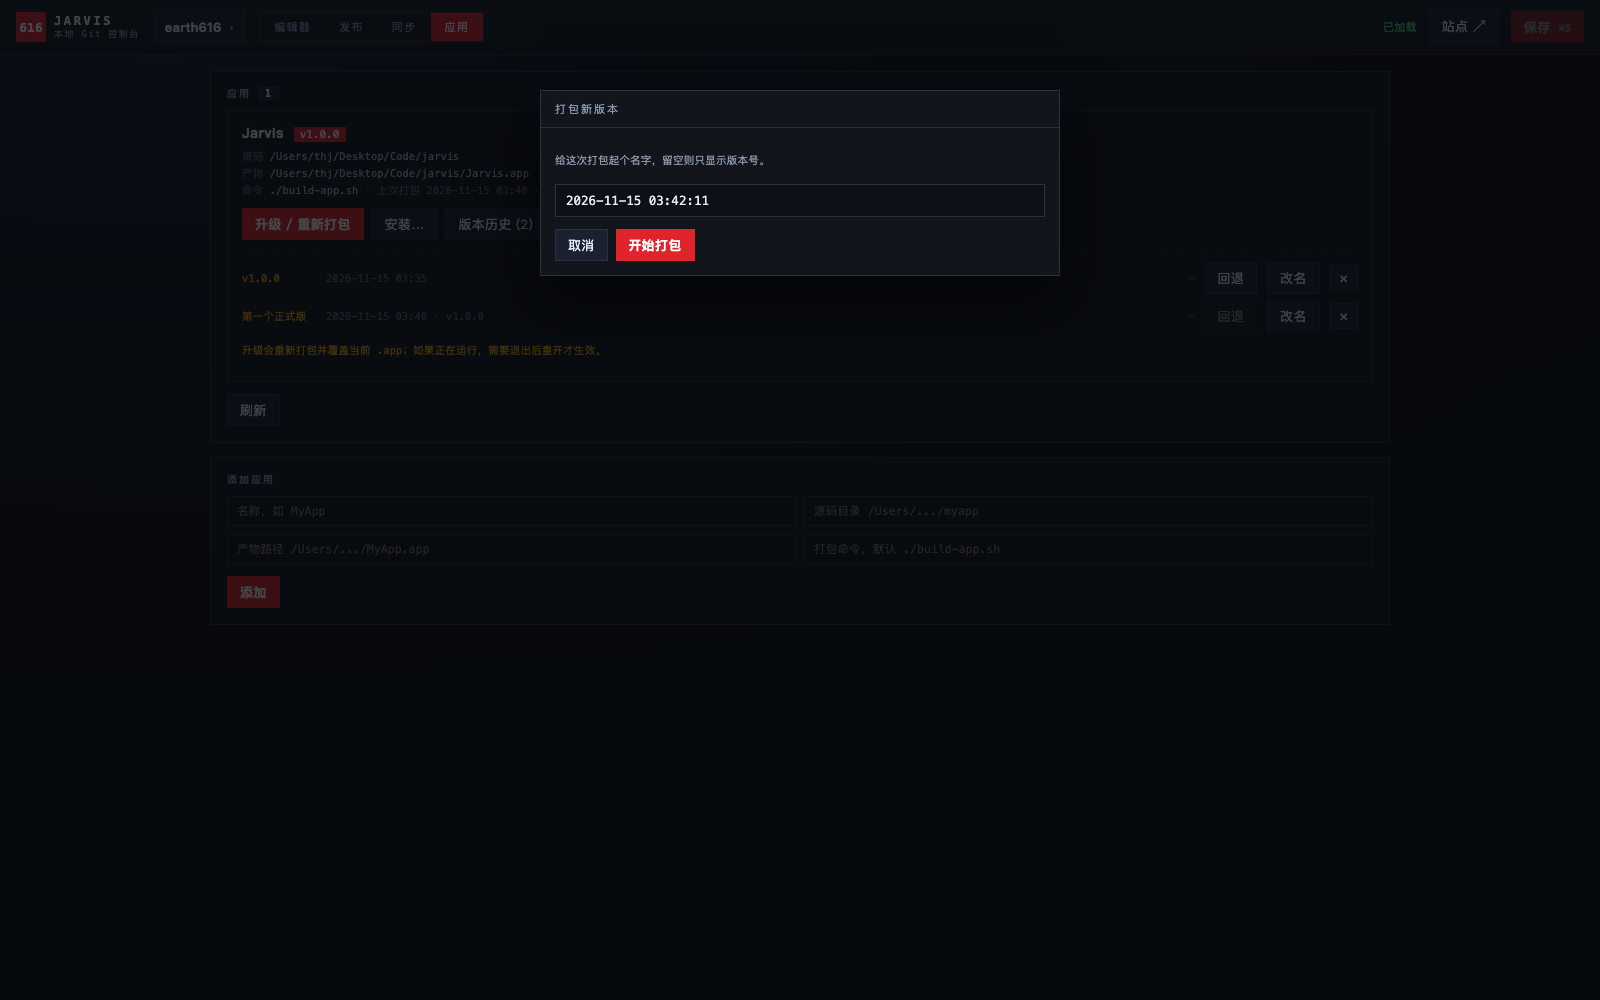 616 JARVIS 本地 Git 控制台 earth616 编辑器 发布 同步 应用 已加载 站点 ↗ 保存 ⌘S
应用 1
打包新版本
Jarvis v1.0.0
源码 /Users/thj/Desktop/Code/jarvis
给这次打包起个名字，留空则只显示版本号。
产物 /Users/thj/Desktop/Code/jarvis/Jarvis.app
命令 ./build-app.sh · 上次打包 2026-11-15 03:40
2026-11-15 03:42:11
升级 / 重新打包 安装... 版本历史 (2)
取消 开始打包
v1.0.0 2026-11-15 03:35 — 回退 改名 ×
第一个正式版 2026-11-15 03:40 · v1.0.0 — 回退 改名 ×
升级会重新打包并覆盖当前 .app；如果正在运行，需要退出后重开才生效。
刷新
添加应用
名称，如 MyApp 源码目录 /Users/.../myapp
产物路径 /Users/.../MyApp.app 打包命令，默认 ./build-app.sh
添加